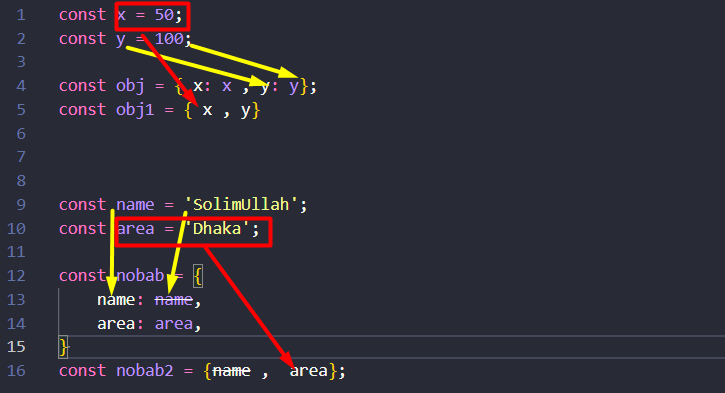 1 const x = 50;
2 const y = 100;
3
4 const obj = { x: x , y: y};
5 const obj1 = { x , y}
6
7
8
9 const name = 'SolimUllah';
10 const area = 'Dhaka';
11
12 const nobab = {
13 name: name,
14 area: area,
15 }
16 const nobab2 = {name , area};